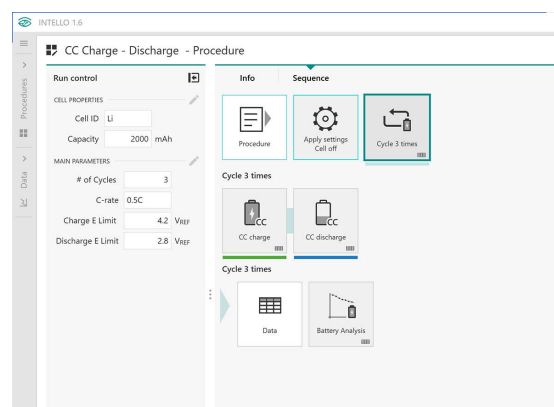 INTELLO 1.6
CC Charge - Discharge - Procedure
Procedures
Data
Run control
CELL PROPERTIES
Cell ID Li
Capacity 2000 mAh
MAIN PARAMETERS
# of Cycles 3
C-rate 0.5C
Charge E Limit 4.2 VREF
Discharge E Limit 2.8 VREF
Info Sequence
Procedure
Apply settings
Cell off
Cycle 3 times
Cycle 3 times
CC
CC charge
CC
CC discharge
Cycle 3 times
Data
Battery Analysis